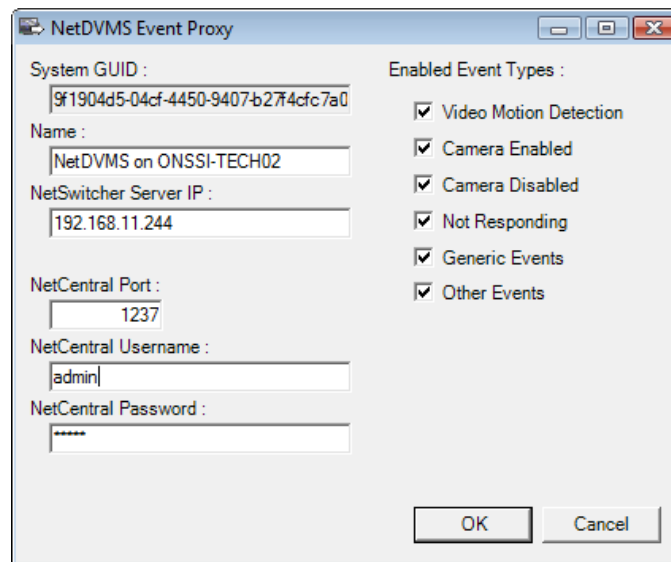 NetDVMS Event Proxy
System GUID :
9f1904d5-04cf-4450-9407-b27f4cfc7a0
Name :
NetDVMS on ONSSI-TECH02
NetSwitcher Server IP :
192.168.11.244
NetCentral Port :
1237
NetCentral Username :
admin
NetCentral Password :
*****
Enabled Event Types :
Video Motion Detection
Camera Enabled
Camera Disabled
Not Responding
Generic Events
Other Events
OK
Cancel